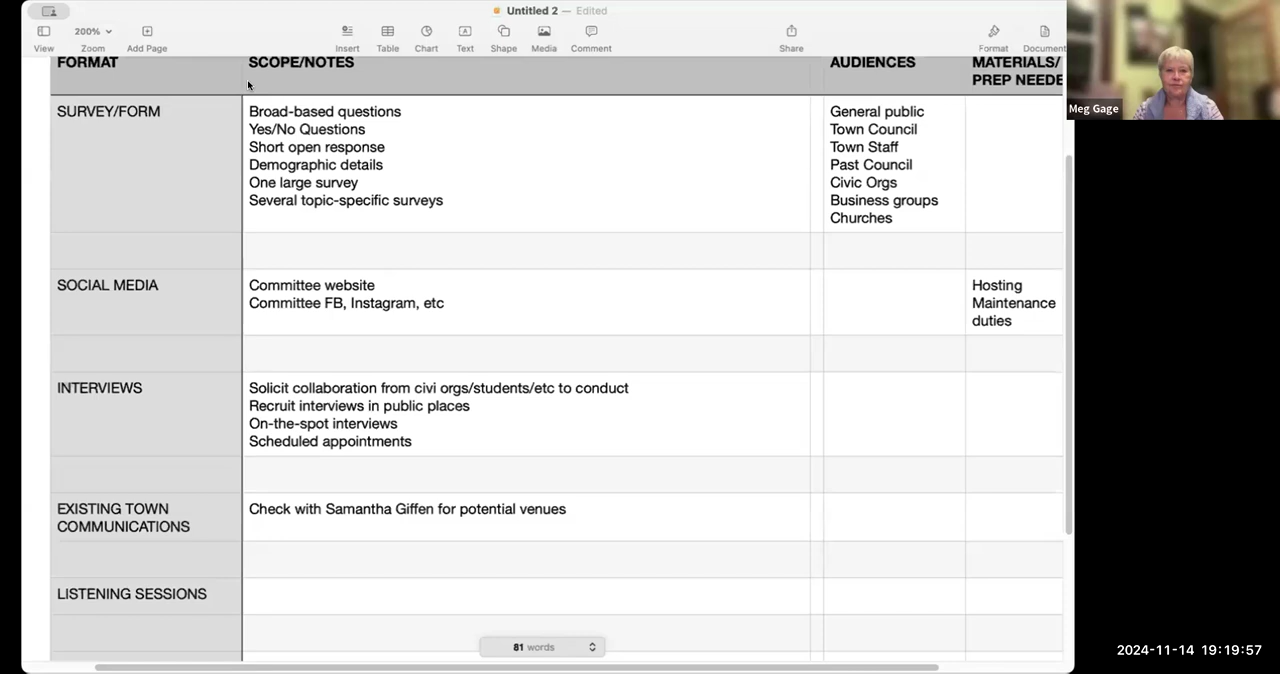 Untitled 2 — Edited
200%
View
Zoom
Add Page
Insert
Table
Chart
Text
Shape
Media
Comment
Share
Format
Document
FORMAT
SCOPE/NOTES
AUDIENCES
MATERIALS/
PREP NEEDE
Meg Gage
SURVEY/FORM
Broad-based questions
Yes/No Questions
Short open response
Demographic details
One large survey
Several topic-specific surveys
General public
Town Council
Town Staff
Past Council
Civic Orgs
Business groups
Churches
SOCIAL MEDIA
Committee website
Committee FB, Instagram, etc
Hosting
Maintenance
duties
INTERVIEWS
Solicit collaboration from civi orgs/students/etc to conduct
Recruit interviews in public places
On-the-spot interviews
Scheduled appointments
EXISTING TOWN
COMMUNICATIONS
Check with Samantha Giffen for potential venues
LISTENING SESSIONS
81 words
2024-11-14 19:19:57